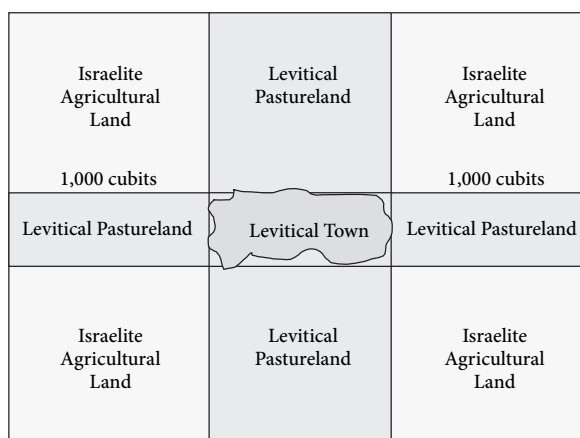 Israelite
Agricultural
Land
Levitical
Pastureland
Israelite
Agricultural
Land
1,000 cubits
1,000 cubits
Levitical Pastureland
Levitical Town
Levitical Pastureland
Israelite
Agricultural
Land
Levitical
Pastureland
Israelite
Agricultural
Land